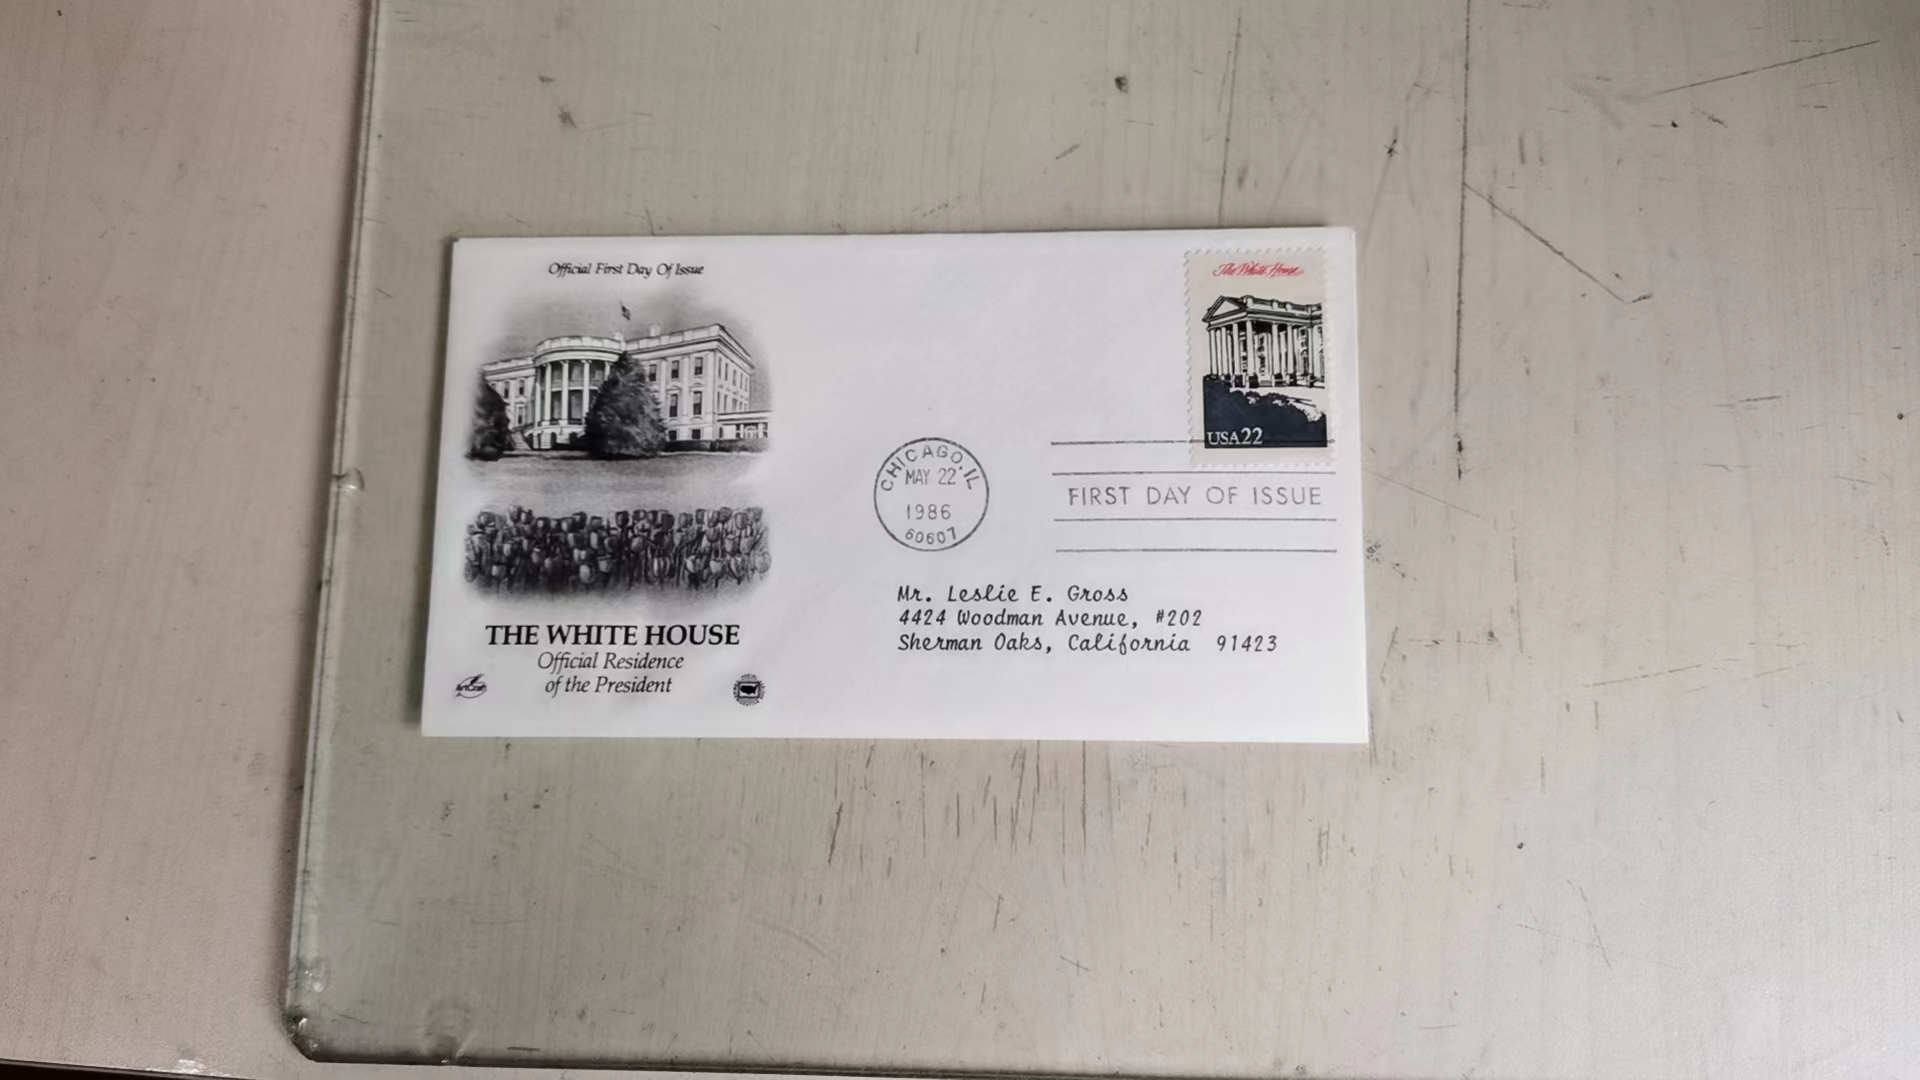 Official First Day Of Issue
The White House
USA22
CHICAGO, IL
MAY 22
1986
60607
FIRST DAY OF ISSUE
Mr. Leslie E. Gross
4424 Woodman Avenue, #202
Sherman Oaks, California 91423
THE WHITE HOUSE
Official Residence
of the President
ArtCraft